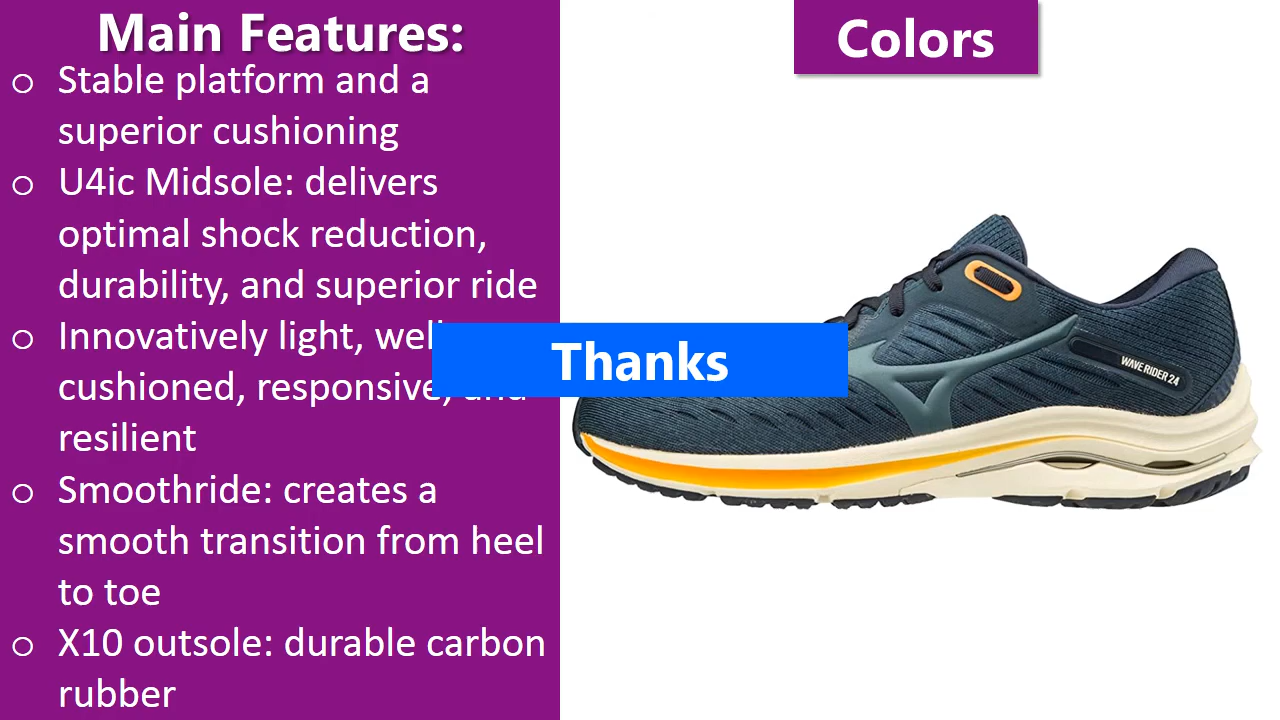 Main Features:
o Stable platform and a
superior cushioning
o U4ic Midsole: delivers
optimal shock reduction,
durability, and superior ride
o Innovatively light, well
cushioned, responsive, and
resilient
o Smoothride: creates a
smooth transition from heel
to toe
o X10 outsole: durable carbon
rubber
Colors
Thanks
WAVE RIDER 24